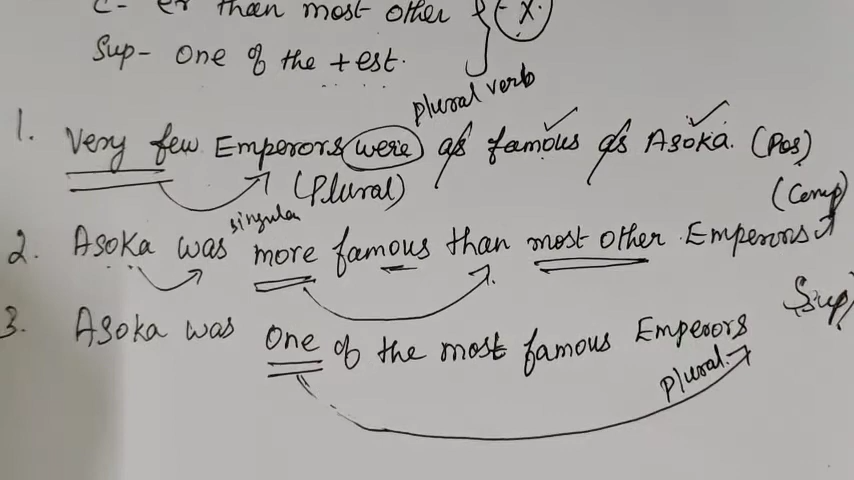 C- er than most other } - X.
Sup- One of the +est.
Plural verb
1. Very few Emperors were as famous as Asoka. (Pos)
(Plural)
(Comp)
singular
2. Asoka was more famous than most other Emperors
3. Asoka was One of the most famous Emperors
Sup
Plural.